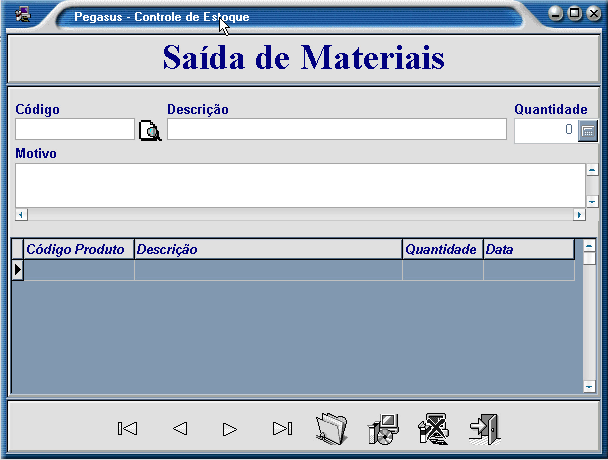 Pegasus - Controle de Estoque
Saída de Materiais
Código Descrição Quantidade
0
Motivo
Código Produto Descrição Quantidade Data